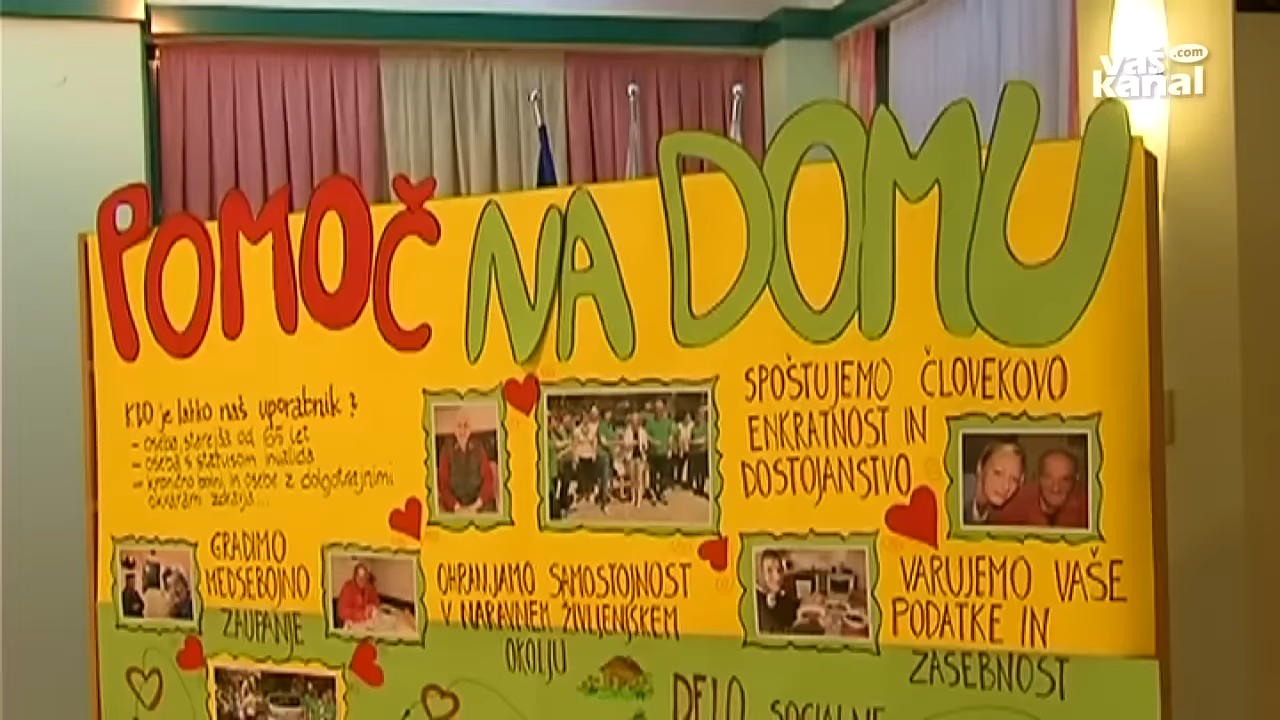 vaš .com
kanal
POMOČ NA DOMU
KDO je lahko naš uporabnik?
- oseba starejša od 65 let
- oseba s statusom invalida
- kronično bolni in osebe z dolgotrajnimi
okvarami zdravja...
SPOŠTUJEMO ČLOVEKOVO
ENKRATNOST IN
DOSTOJANSTVO
GRADIMO
MEDSEBOJNO
ZAUPANJE
OHRANJAMO SAMOSTOJNOST
V NARAVNEM ŽIVLJENJSKEM
OKOLJU
VARUJEMO VAŠE
PODATKE IN
ZASEBNOST
DELO
SOCIALNE